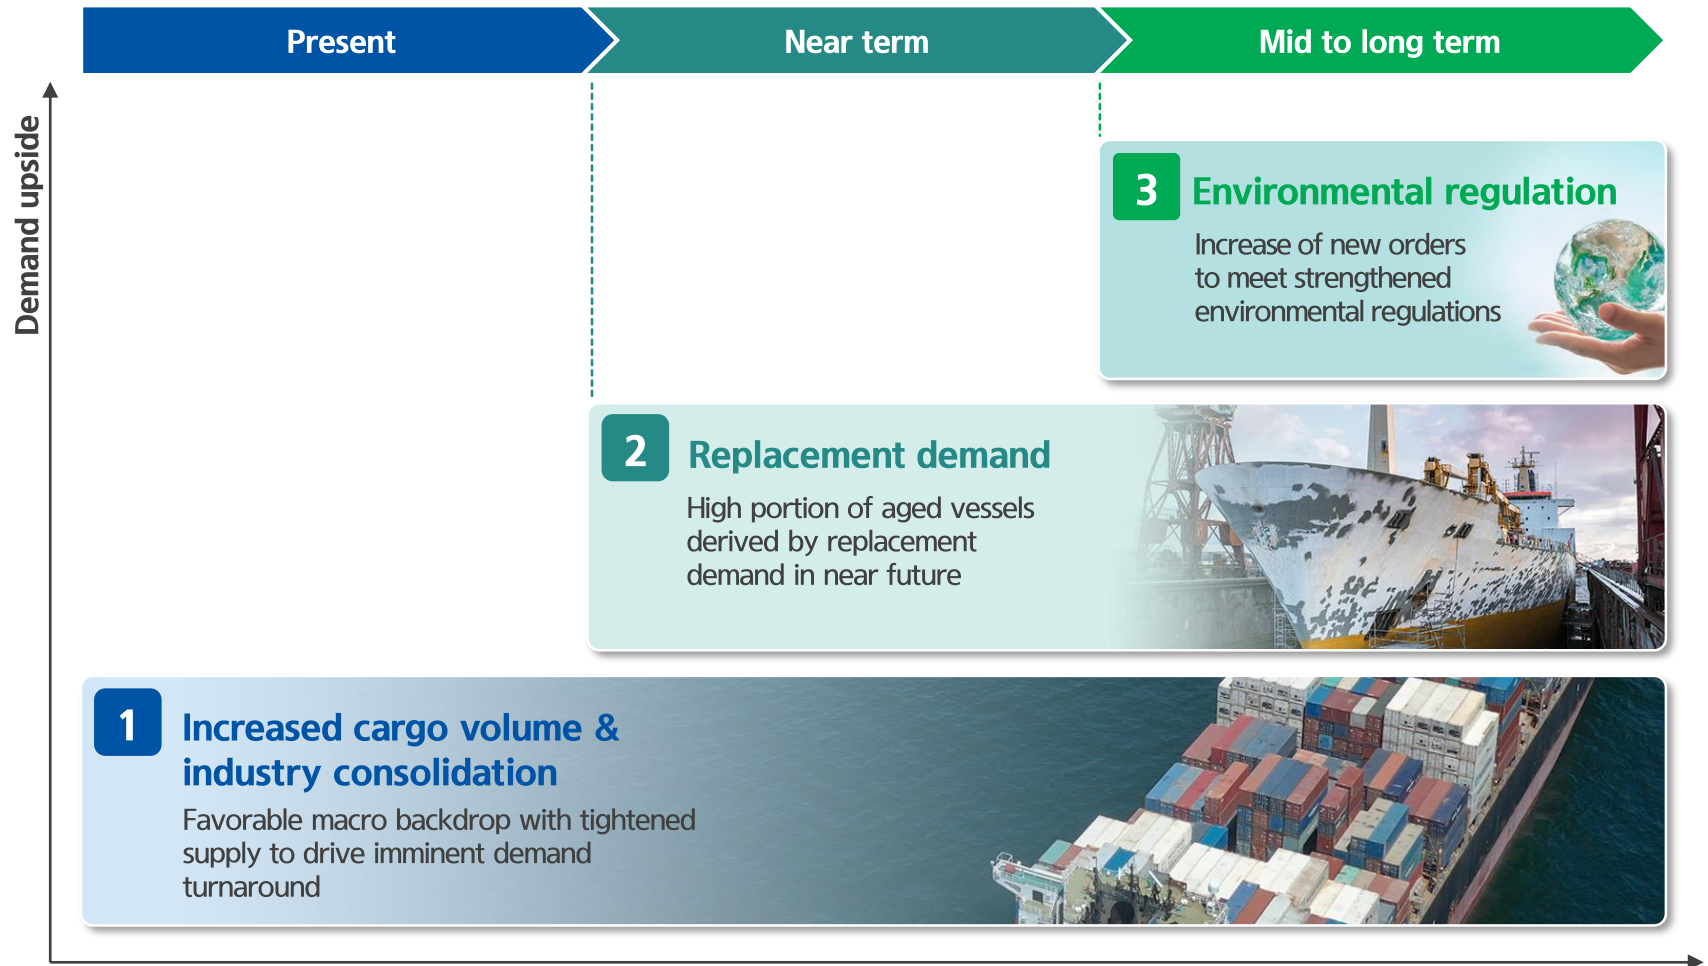 Present
Near term
Mid to long term
Demand upside
3
Environmental regulation
Increase of new orders
to meet strengthened
environmental regulations
2
Replacement demand
High portion of aged vessels
derived by replacement
demand in near future
1
Increased cargo volume &
industry consolidation
Favorable macro backdrop with tightened
supply to drive imminent demand
turnaround